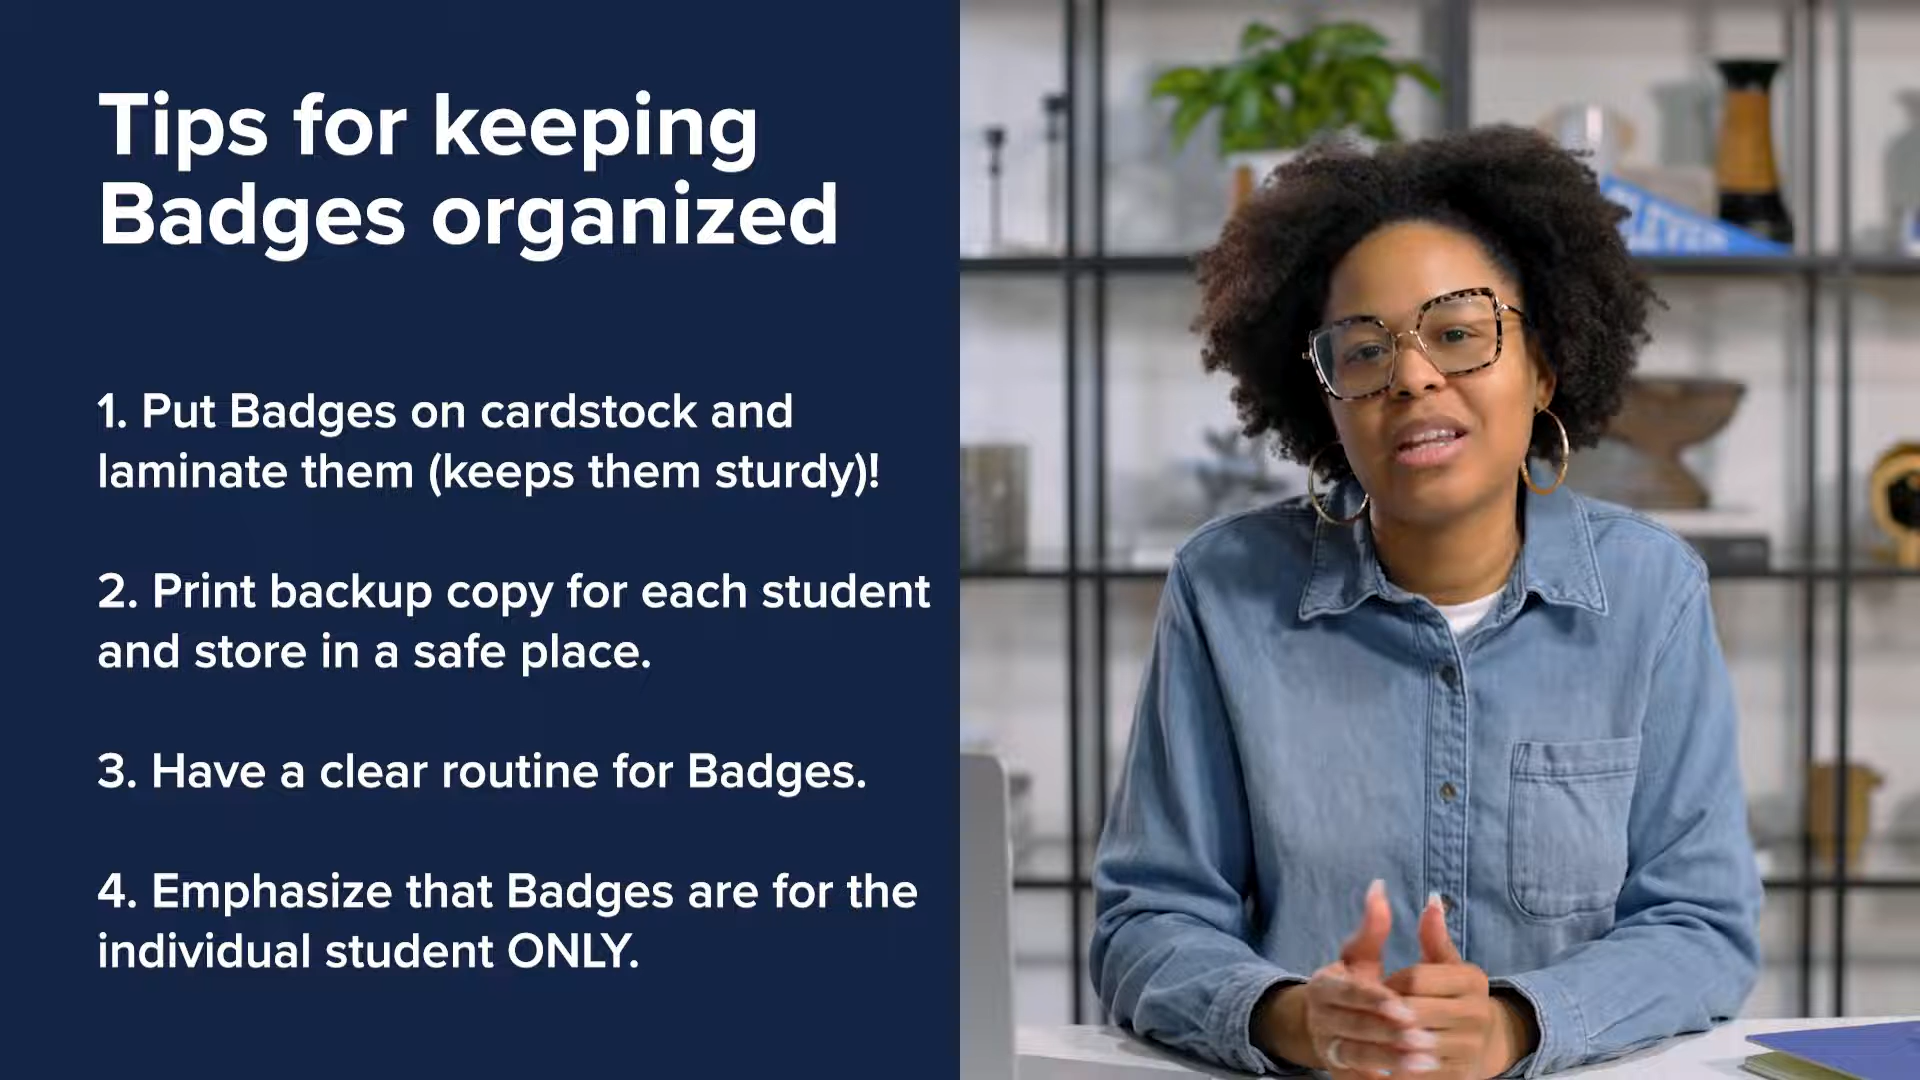 Tips for keeping
Badges organized
1. Put Badges on cardstock and
laminate them (keeps them sturdy)!
2. Print backup copy for each student
and store in a safe place.
3. Have a clear routine for Badges.
4. Emphasize that Badges are for the
individual student ONLY.